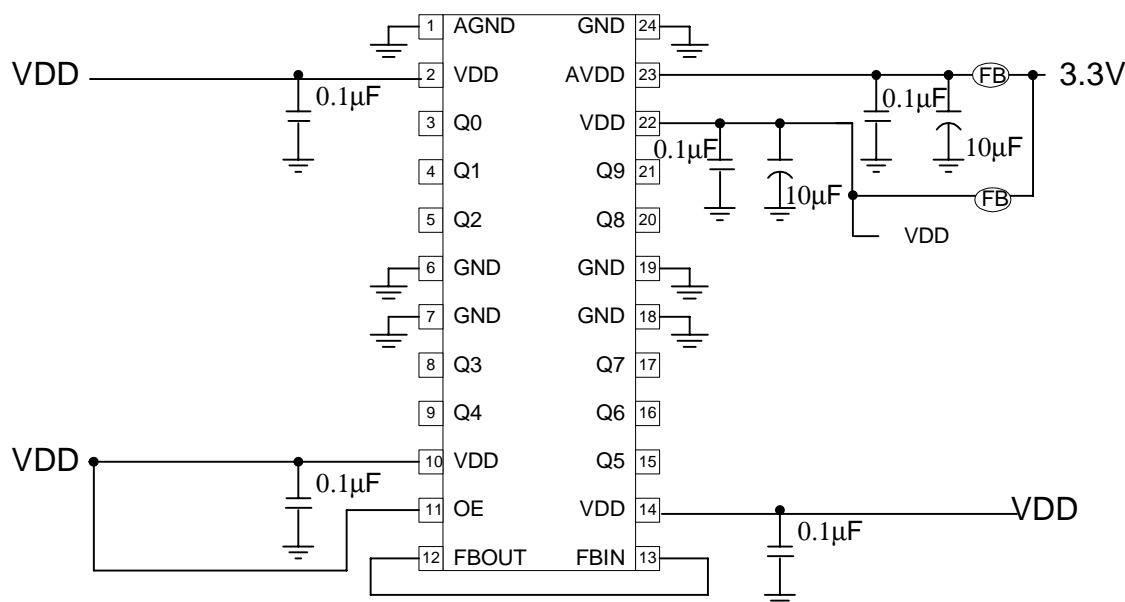 1 AGND GND 24
VDD 2 VDD AVDD 23 FB 3.3V
0.1µF 0.1µF
3 Q0 VDD 22
10µF
0.1µF
4 Q1 Q9 21
10µF FB
5 Q2 Q8 20
VDD
6 GND GND 19
7 GND GND 18
8 Q3 Q7 17
9 Q4 Q6 16
VDD 10 VDD Q5 15
0.1µF
11 OE VDD 14 VDD
0.1µF
12 FBOUT FBIN 13